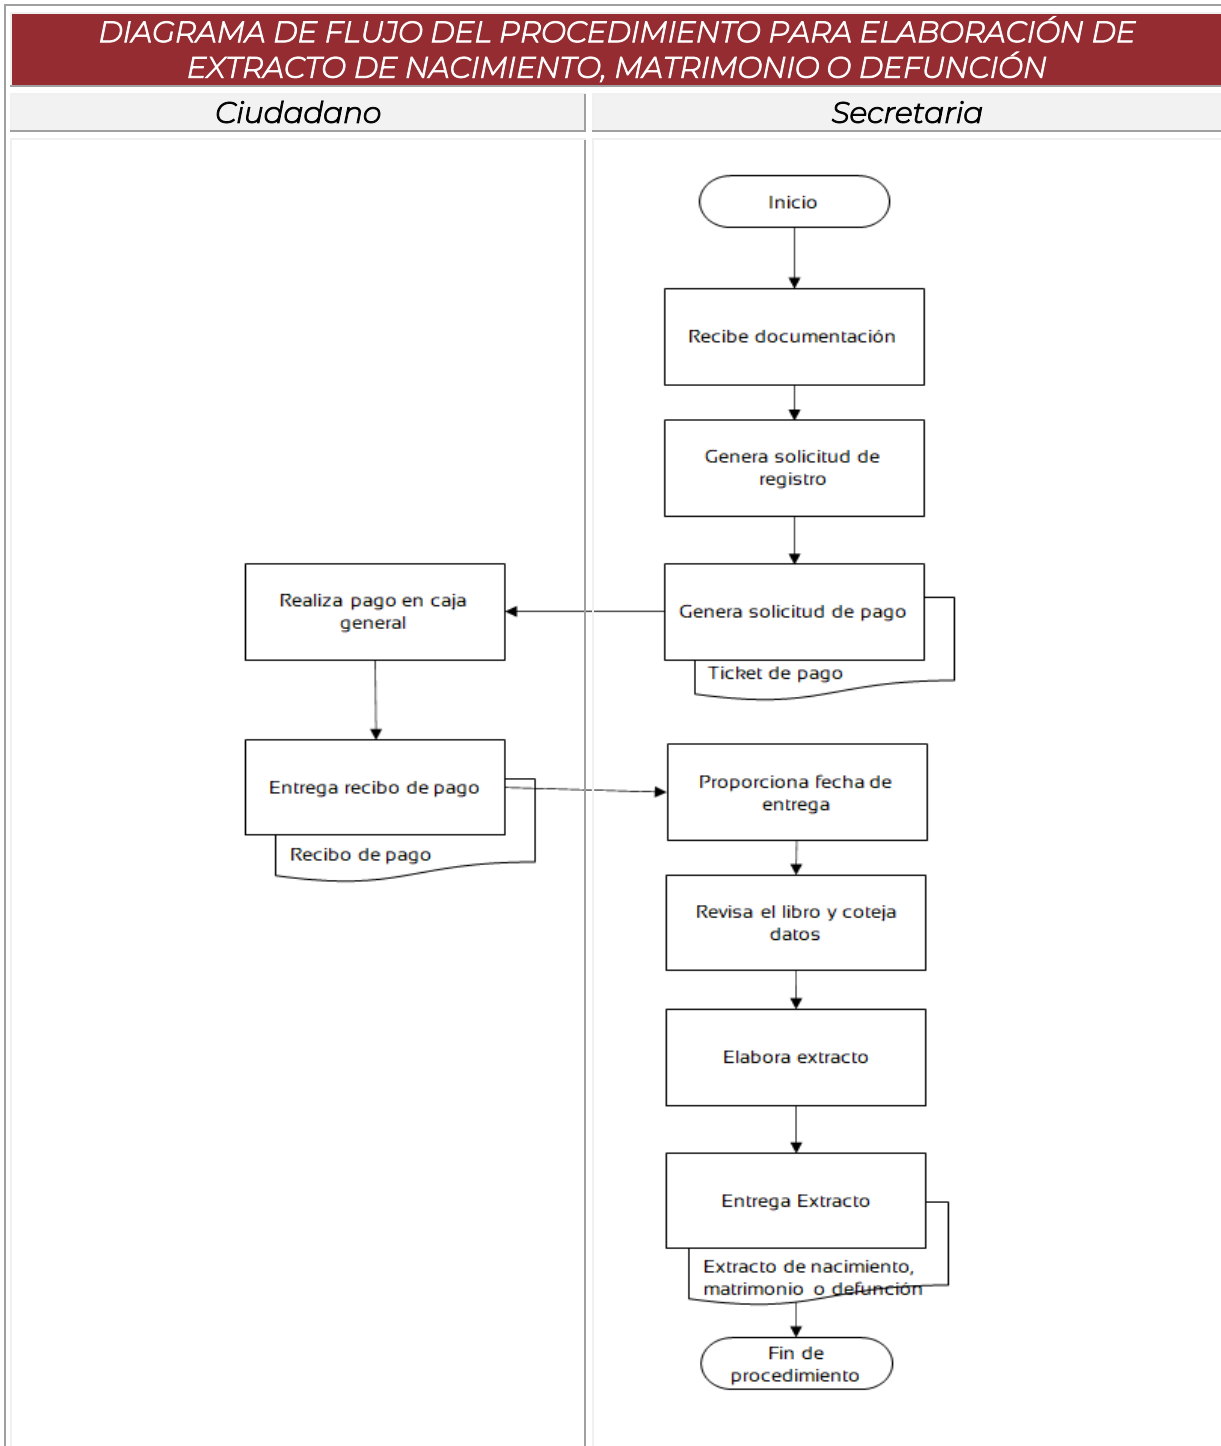 DIAGRAMA DE FLUJO DEL PROCEDIMIENTO PARA ELABORACIÓN DE
EXTRACTO DE NACIMIENTO, MATRIMONIO O DEFUNCIÓN
Ciudadano
Secretaria
Inicio
Recibe documentación
Genera solicitud de
registro
Genera solicitud de pago
Ticket de pago
Realiza pago en caja
general
Entrega recibo de pago
Recibo de pago
Proporciona fecha de
entrega
Revisa el libro y coteja
datos
Elabora extracto
Entrega Extracto
Extracto de nacimiento,
matrimonio o defunción
Fin de
procedimiento